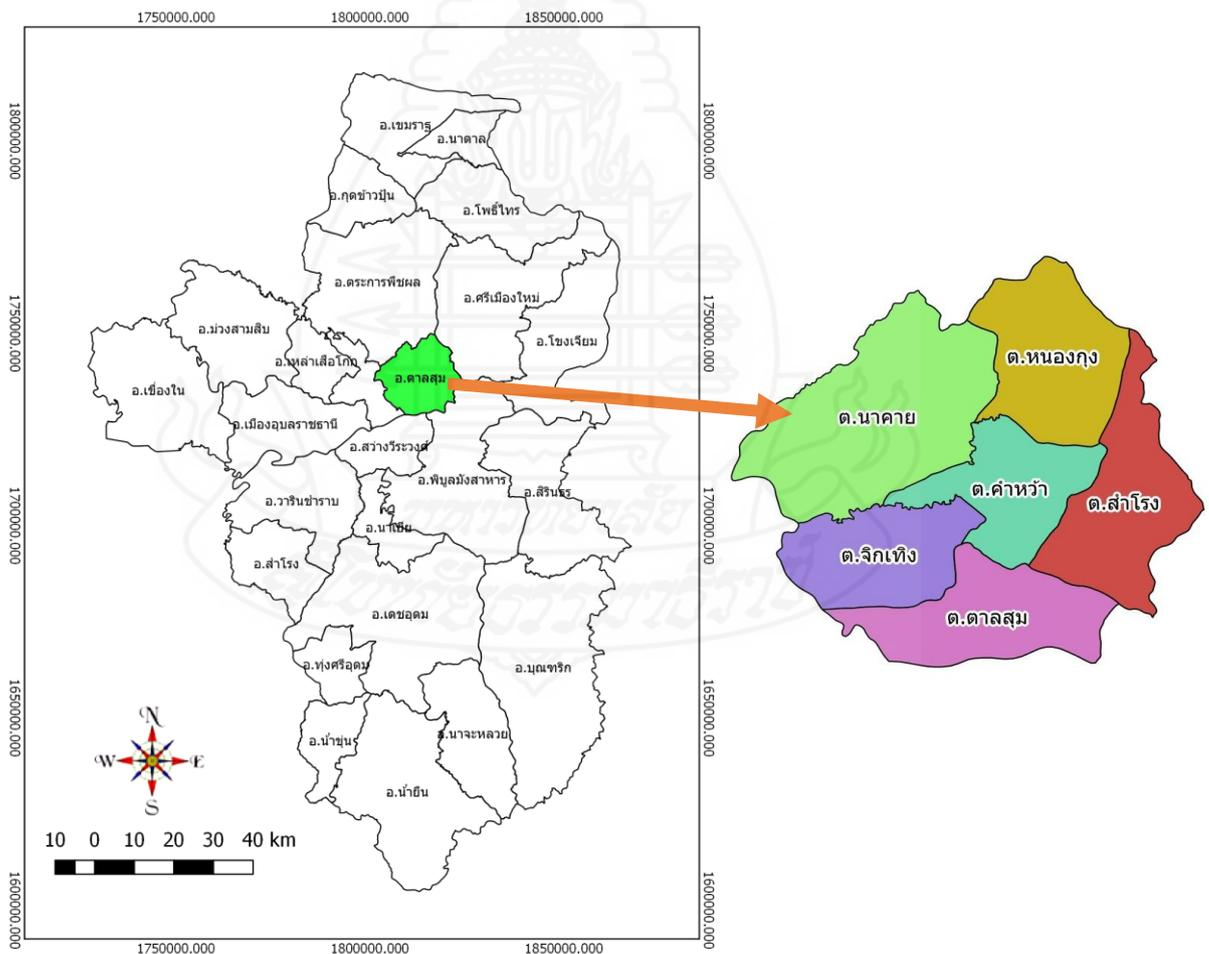 1750000.000 1800000.000 1850000.000
1800000.000
1750000.000
1700000.000
1650000.000
1600000.000
1800000.000
1750000.000
1700000.000
1650000.000
1600000.000
อ.เขมราฐ
อ.นาตาล
อ.กุดข้าวปุ้น
อ.โพธิ์ไทร
อ.ตระการพืชผล
อ.ศรีเมืองใหม่
อ.ม่วงสามสิบ
อ.โขงเจียม
อ.เหล่าเสือโก้ก
อ.ตาลสุม
อ.เขื่องใน
อ.เมืองอุบลราชธานี
อ.สว่างวีระวงศ์
อ.พิบูลมังสาหาร
อ.สิรินธร
อ.วารินชำราบ
อ.นาเยีย
อ.สำโรง
อ.เดชอุดม
อ.ทุ่งศรีอุดม
อ.บุณฑริก
อ.น้ำขุ่น
อ.นาจะหลวย
อ.น้ำยืน
ต.หนองกุง
ต.นาคาย
ต.คำหว้า
ต.สำโรง
ต.จิกเทิง
ต.ตาลสุม
N
W E
S
10 0 10 20 30 40 km
1750000.000 1800000.000 1850000.000